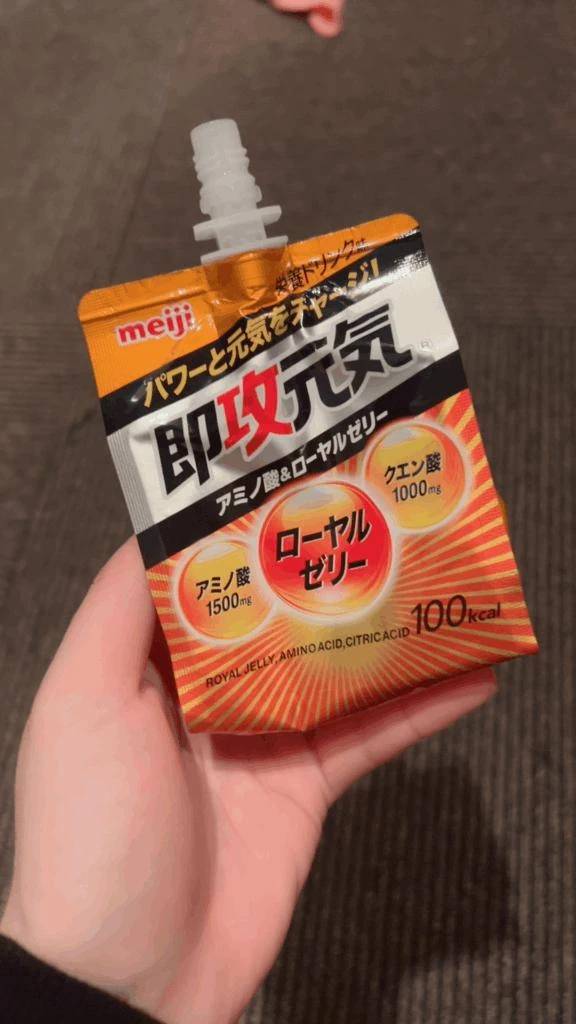 栄養ドリンク味
meiji
パワーと元気をチャージ!
即攻元気®
アミノ酸&ローヤルゼリー
クエン酸
1000mg
ローヤル
ゼリー
アミノ酸
1500mg
ROYAL JELLY, AMINO ACID, CITRIC ACID 100kcal